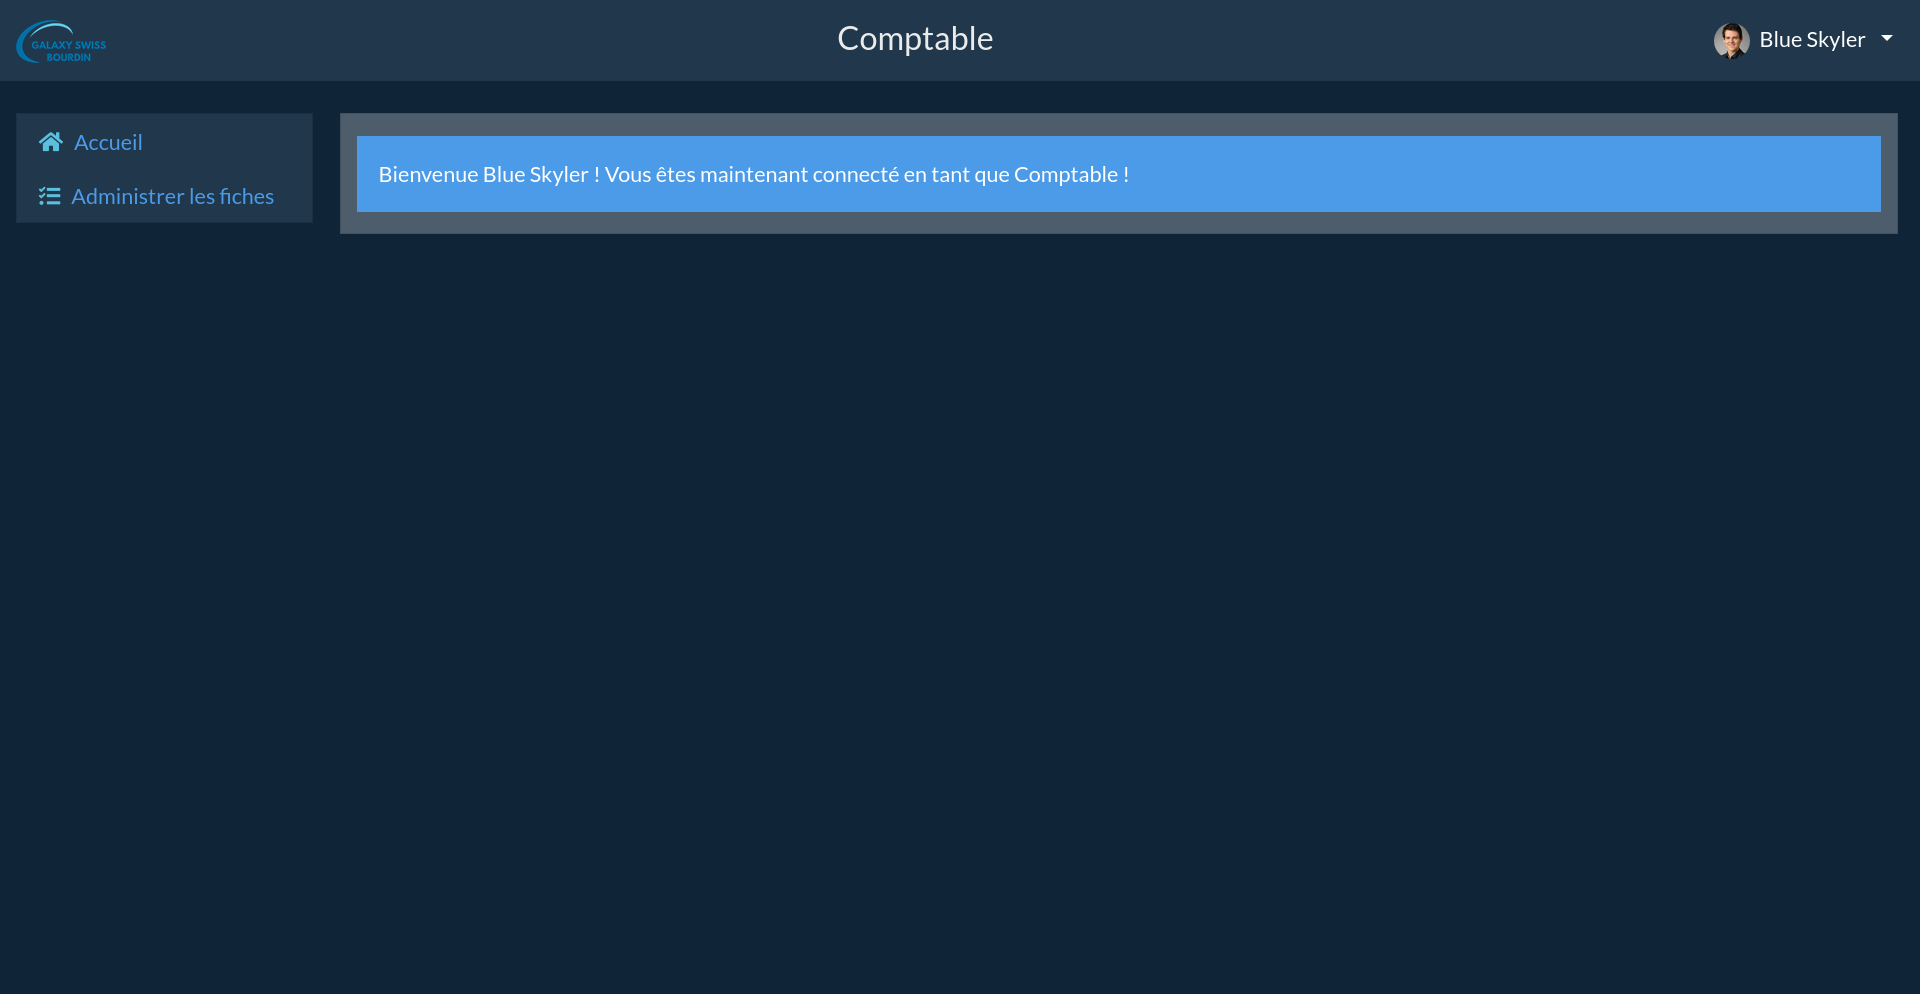 GALAXY SWISS
BOURDIN
Comptable
Blue Skyler
Accueil
Administrer les fiches
Bienvenue Blue Skyler ! Vous êtes maintenant connecté en tant que Comptable !